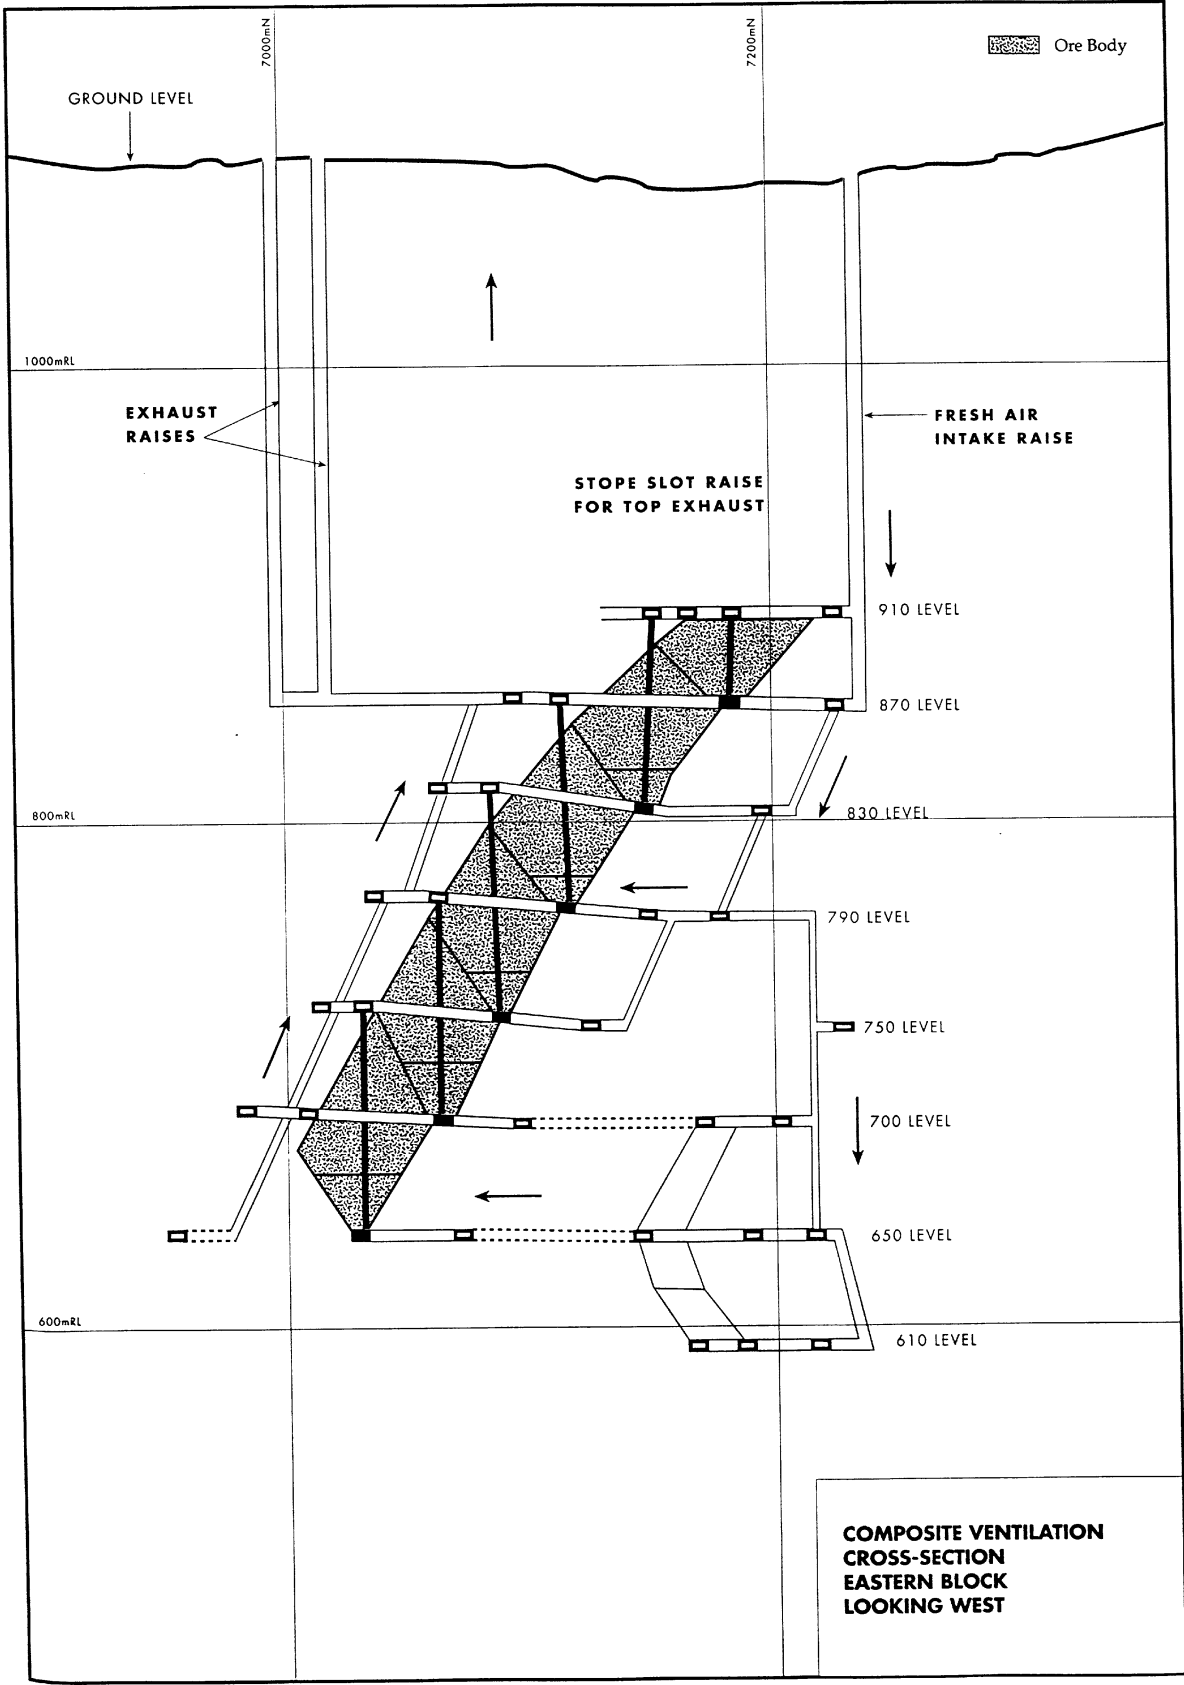 7000mN
7200mN
Ore Body
GROUND LEVEL
1000mRL
EXHAUST
RAISES
FRESH AIR
INTAKE RAISE
STOPE SLOT RAISE
FOR TOP EXHAUST
910 LEVEL
870 LEVEL
800mRL
830 LEVEL
790 LEVEL
750 LEVEL
700 LEVEL
650 LEVEL
600mRL
610 LEVEL
COMPOSITE VENTILATION
CROSS-SECTION
EASTERN BLOCK
LOOKING WEST